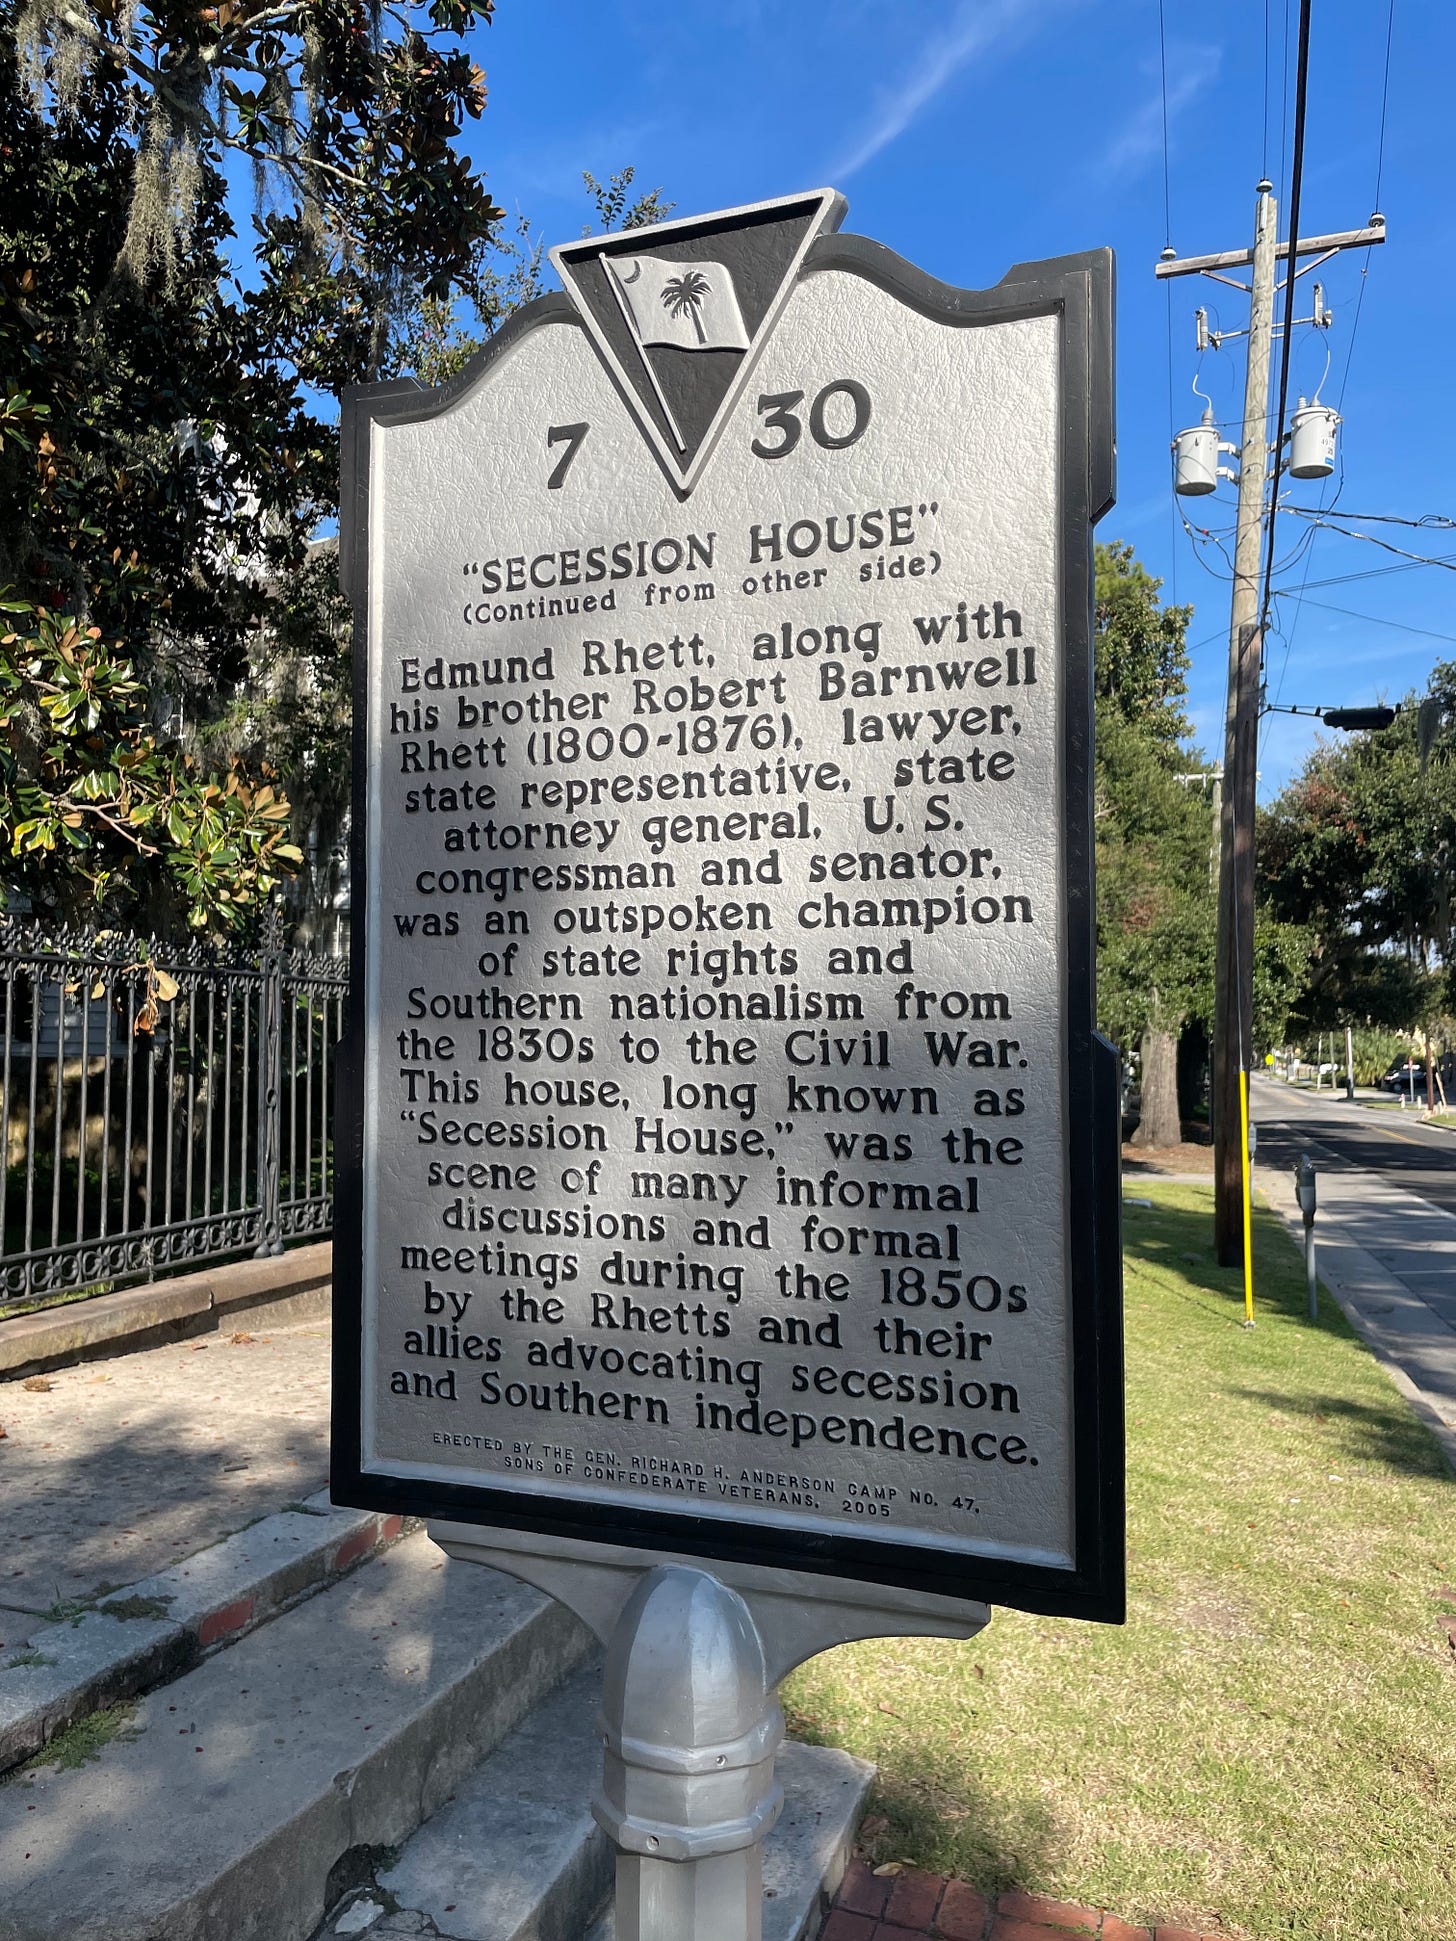 7 30
"SECESSION HOUSE"
(Continued from other side)
Edmund Rhett, along with
his brother Robert Barnwell
Rhett (1800-1876), lawyer,
state representative, state
attorney general, U. S.
congressman and senator,
was an outspoken champion
of state rights and
Southern nationalism from
the 1830s to the Civil War.
This house, long known as
"Secession House," was the
scene of many informal
discussions and formal
meetings during the 1850s
by the Rhetts and their
allies advocating secession
and Southern independence.
ERECTED BY THE GEN. RICHARD H. ANDERSON CAMP NO. 47,
SONS OF CONFEDERATE VETERANS, 2005